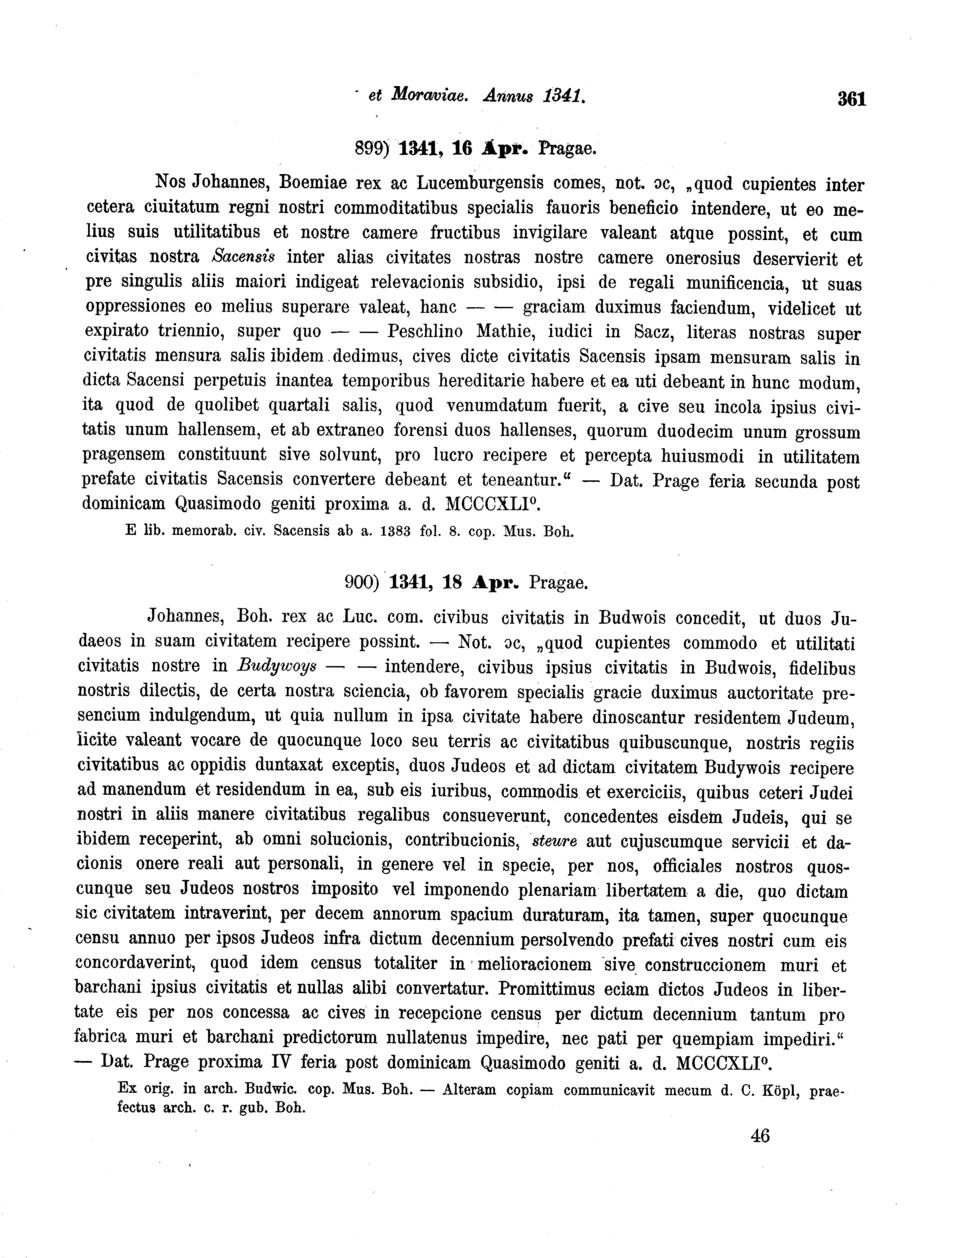 et Moraviae. Annus 1341. 361
899) 1341, 16 Apr. Pragae.
Nos Johannes, Boemiae rex ac Lucemburgensis comes, not. ↄc, „quod cupientes inter
cetera ciuitatum regni nostri commoditatibus specialis fauoris beneficio intendere, ut eo me-
lius suis utilitatibus et nostre camere fructibus invigilare valeant atque possint, et cum
civitas nostra Sacensis inter alias civitates nostras nostre camere onerosius deservierit et
pre singulis aliis maiori indigeat relevacionis subsidio, ipsi de regali munificencia, ut suas
oppressiones eo melius superare valeat, hanc — — graciam duximus faciendum, videlicet ut
expirato triennio, super quo — — Peschlino Mathie, iudici in Sacz, literas nostras super
civitatis mensura salis ibidem dedimus, cives dicte civitatis Sacensis ipsam mensuram salis in
dicta Sacensi perpetuis inantea temporibus hereditarie habere et ea uti debeant in hunc modum,
ita quod de quolibet quartali salis, quod venumdatum fuerit, a cive seu incola ipsius civi-
tatis unum hallensem, et ab extraneo forensi duos hallenses, quorum duodecim unum grossum
pragensem constituunt sive solvunt, pro lucro recipere et percepta huiusmodi in utilitatem
prefate civitatis Sacensis convertere debeant et teneantur.“ — Dat. Prage feria secunda post
dominicam Quasimodo geniti proxima a. d. MCCCXLI⁰.
E lib. memorab. civ. Sacensis ab a. 1383 fol. 8. cop. Mus. Boh.
900) 1341, 18 Apr. Pragae.
Johannes, Boh. rex ac Luc. com. civibus civitatis in Budwois concedit, ut duos Ju-
daeos in suam civitatem recipere possint. — Not. ↄc, „quod cupientes commodo et utilitati
civitatis nostre in Budywoys — — intendere, civibus ipsius civitatis in Budwois, fidelibus
nostris dilectis, de certa nostra sciencia, ob favorem specialis gracie duximus auctoritate pre-
sencium indulgendum, ut quia nullum in ipsa civitate habere dinoscantur residentem Judeum,
licite valeant vocare de quocunque loco seu terris ac civitatibus quibuscunque, nostris regiis
civitatibus ac oppidis duntaxat exceptis, duos Judeos et ad dictam civitatem Budywois recipere
ad manendum et residendum in ea, sub eis iuribus, commodis et exerciciis, quibus ceteri Judei
nostri in aliis manere civitatibus regalibus consueverunt, concedentes eisdem Judeis, qui se
ibidem receperint, ab omni solucionis, contribucionis, steure aut cujuscumque servicii et da-
cionis onere reali aut personali, in genere vel in specie, per nos, officiales nostros quos-
cunque seu Judeos nostros imposito vel imponendo plenariam libertatem a die, quo dictam
sic civitatem intraverint, per decem annorum spacium duraturam, ita tamen, super quocunque
censu annuo per ipsos Judeos infra dictum decennium persolvendo prefati cives nostri cum eis
concordaverint, quod idem census totaliter in melioracionem sive construccionem muri et
barchani ipsius civitatis et nullas alibi convertatur. Promittimus eciam dictos Judeos in liber-
tate eis per nos concessa ac cives in recepcione census per dictum decennium tantum pro
fabrica muri et barchani predictorum nullatenus impedire, nec pati per quempiam impediri.“
— Dat. Prage proxima IV feria post dominicam Quasimodo geniti a. d. MCCCXLI⁰.
Ex orig. in arch. Budwic. cop. Mus. Boh. — Alteram copiam communicavit mecum d. C. Köpl, prae-
fectus arch. c. r. gub. Boh.
46